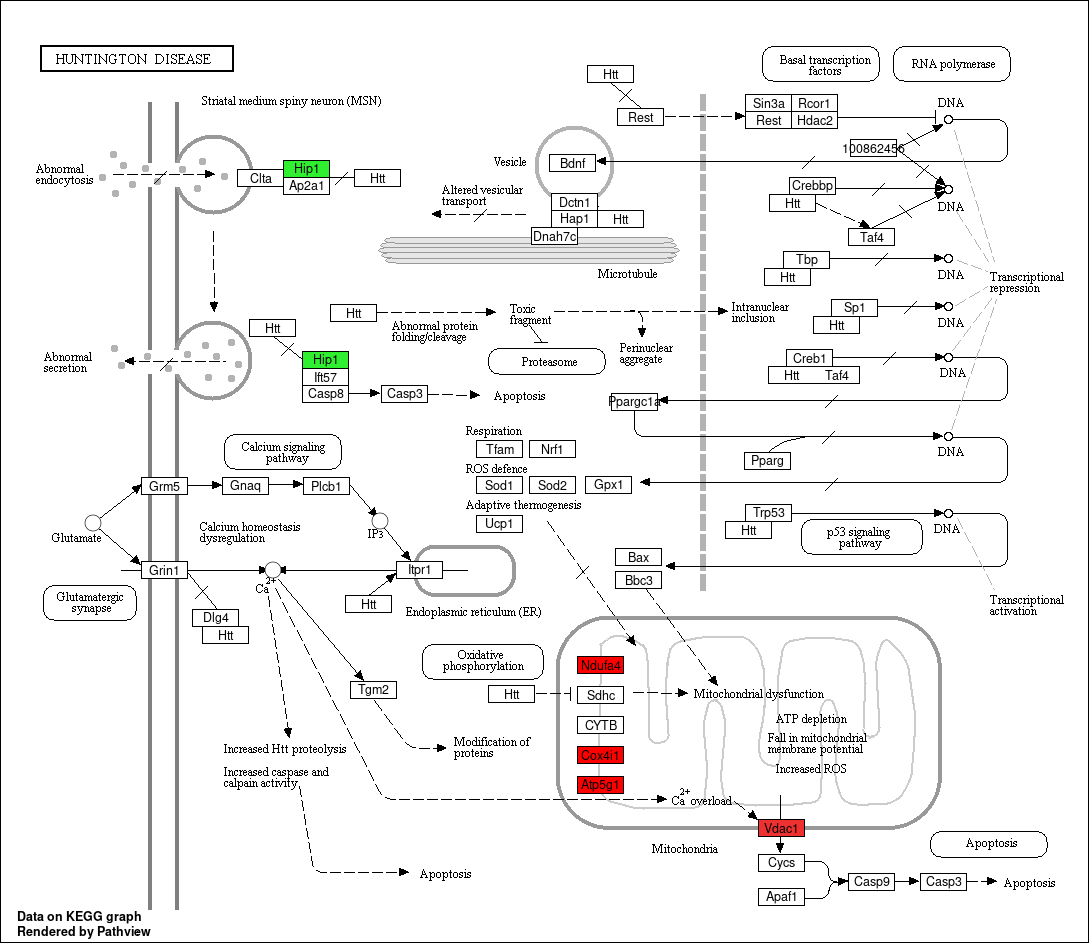 HUNTINGTON DISEASE
Striatal medium spiny neuron (MSN)
Htt
Rest
Basal transcription
factors
RNA polymerase
Sin3a
Rcor1
Rest
Hdac2
DNA
100862456
Abnormal
endocytosis
Clta
Hip1
Ap2a1
Htt
Vesicle
Bdnf
Altered vesicular
transport
Dctn1
Hap1
Htt
Dnah7c
Microtubule
Crebbp
Htt
DNA
Taf4
Tbp
Htt
DNA
Transcriptional
repression
Htt
Abnormal protein
folding/cleavage
Toxic
fragment
Intranuclear
inclusion
Perinuclear
aggregate
Proteasome
Sp1
Htt
DNA
Abnormal
secretion
Htt
Hip1
Ift57
Casp8
Casp3
Apoptosis
Creb1
Htt
Taf4
DNA
Ppargc1a
Pparg
DNA
Calcium signaling
pathway
Respiration
Tfam
Nrf1
ROS defence
Sod1
Sod2
Gpx1
Adaptive thermogenesis
Ucp1
Grm5
Gnaq
Plcb1
Glutamate
Calcium homeostasis
dysregulation
IP3
Trp53
Htt
DNA
p53 signaling
pathway
Bax
Bbc3
Grin1
Ca2+
Itpr1
Htt
Endoplasmic reticulum (ER)
Glutamatergic
synapse
Dlg4
Htt
Transcriptional
activation
Oxidative
phosphorylation
Tgm2
Htt
Ndufa4
Sdhc
CYTB
Cox4i1
Atp5g1
Mitochondrial dysfunction
ATP depletion
Fall in mitochondrial
membrane potential
Increased ROS
Increased Htt proteolysis
Increased caspase and
calpain activity
Modification of
proteins
Ca2+ overload
Vdac1
Mitochondria
Cycs
Apaf1
Casp9
Casp3
Apoptosis
Apoptosis
Apoptosis
Data on KEGG graph
Rendered by Pathview